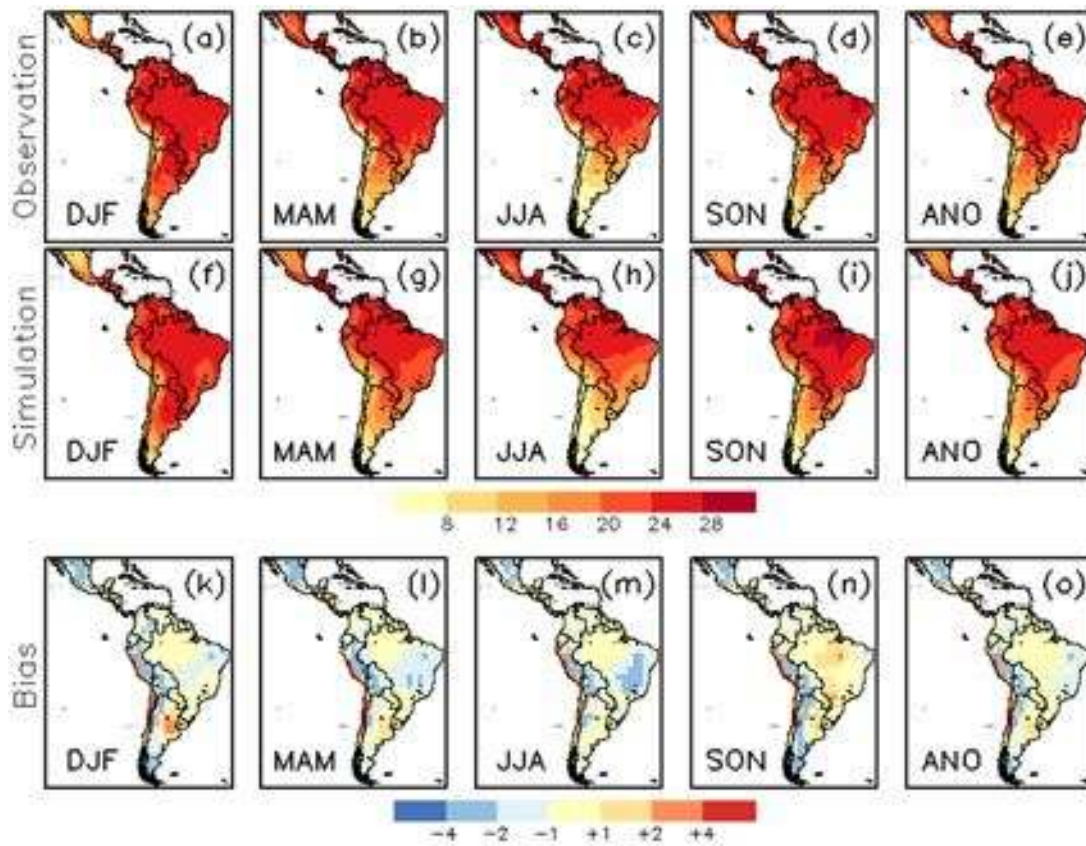 Observation
(a) (b) (c) (d) (e)
DJF MAM JJA SON ANO
Simulation
(f) (g) (h) (i) (j)
DJF MAM JJA SON ANO
8 12 16 20 24 28
Bias
(k) (l) (m) (n) (o)
DJF MAM JJA SON ANO
-4 -2 -1 +1 +2 +4